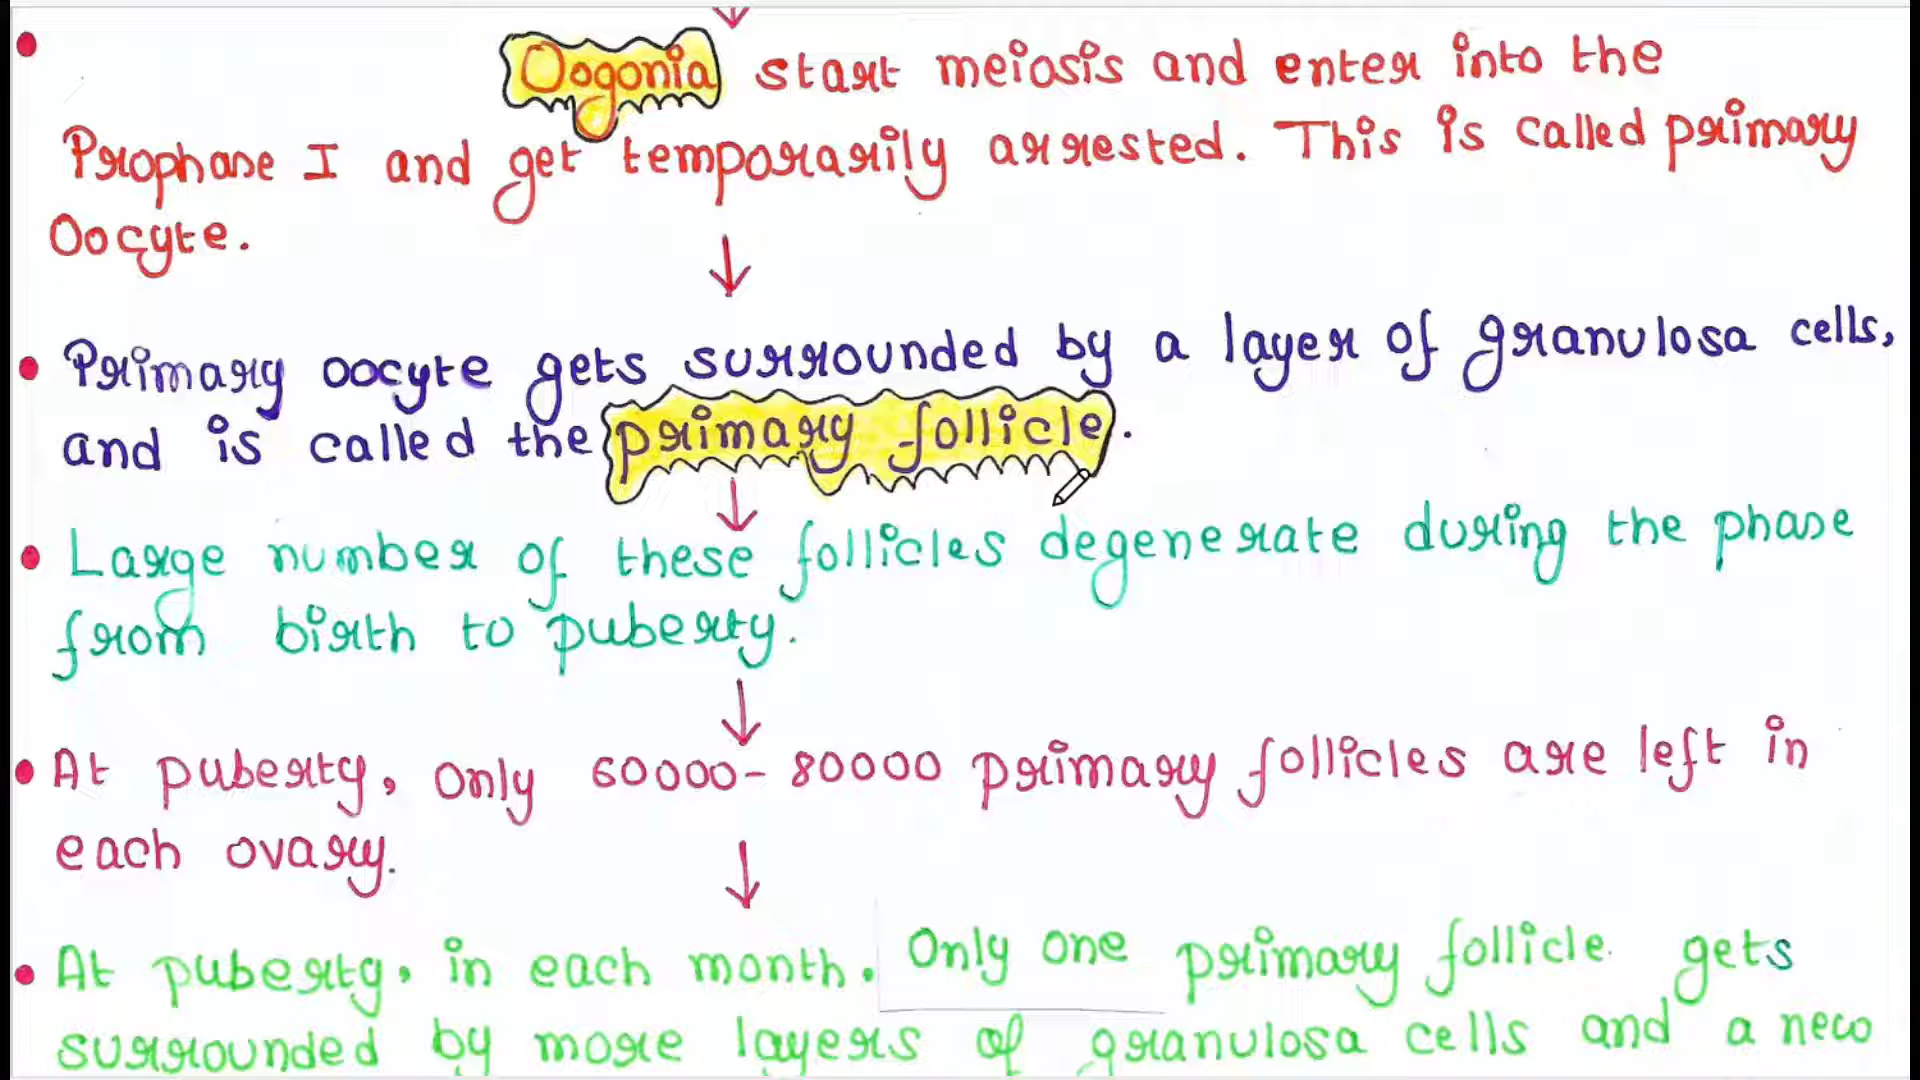 Oogonia start meiosis and enter into the
Prophase I and get temporarily arrested. This is called primary
Oocyte.
Primary oocyte gets surrounded by a layer of granulosa cells,
and is called the primary follicle.
Large number of these follicles degenerate during the phase
from birth to puberty.
At puberty, only 60000-80000 primary follicles are left in
each ovary.
At puberty, in each month. Only one primary follicle gets
surrounded by more layers of granulosa cells and a new